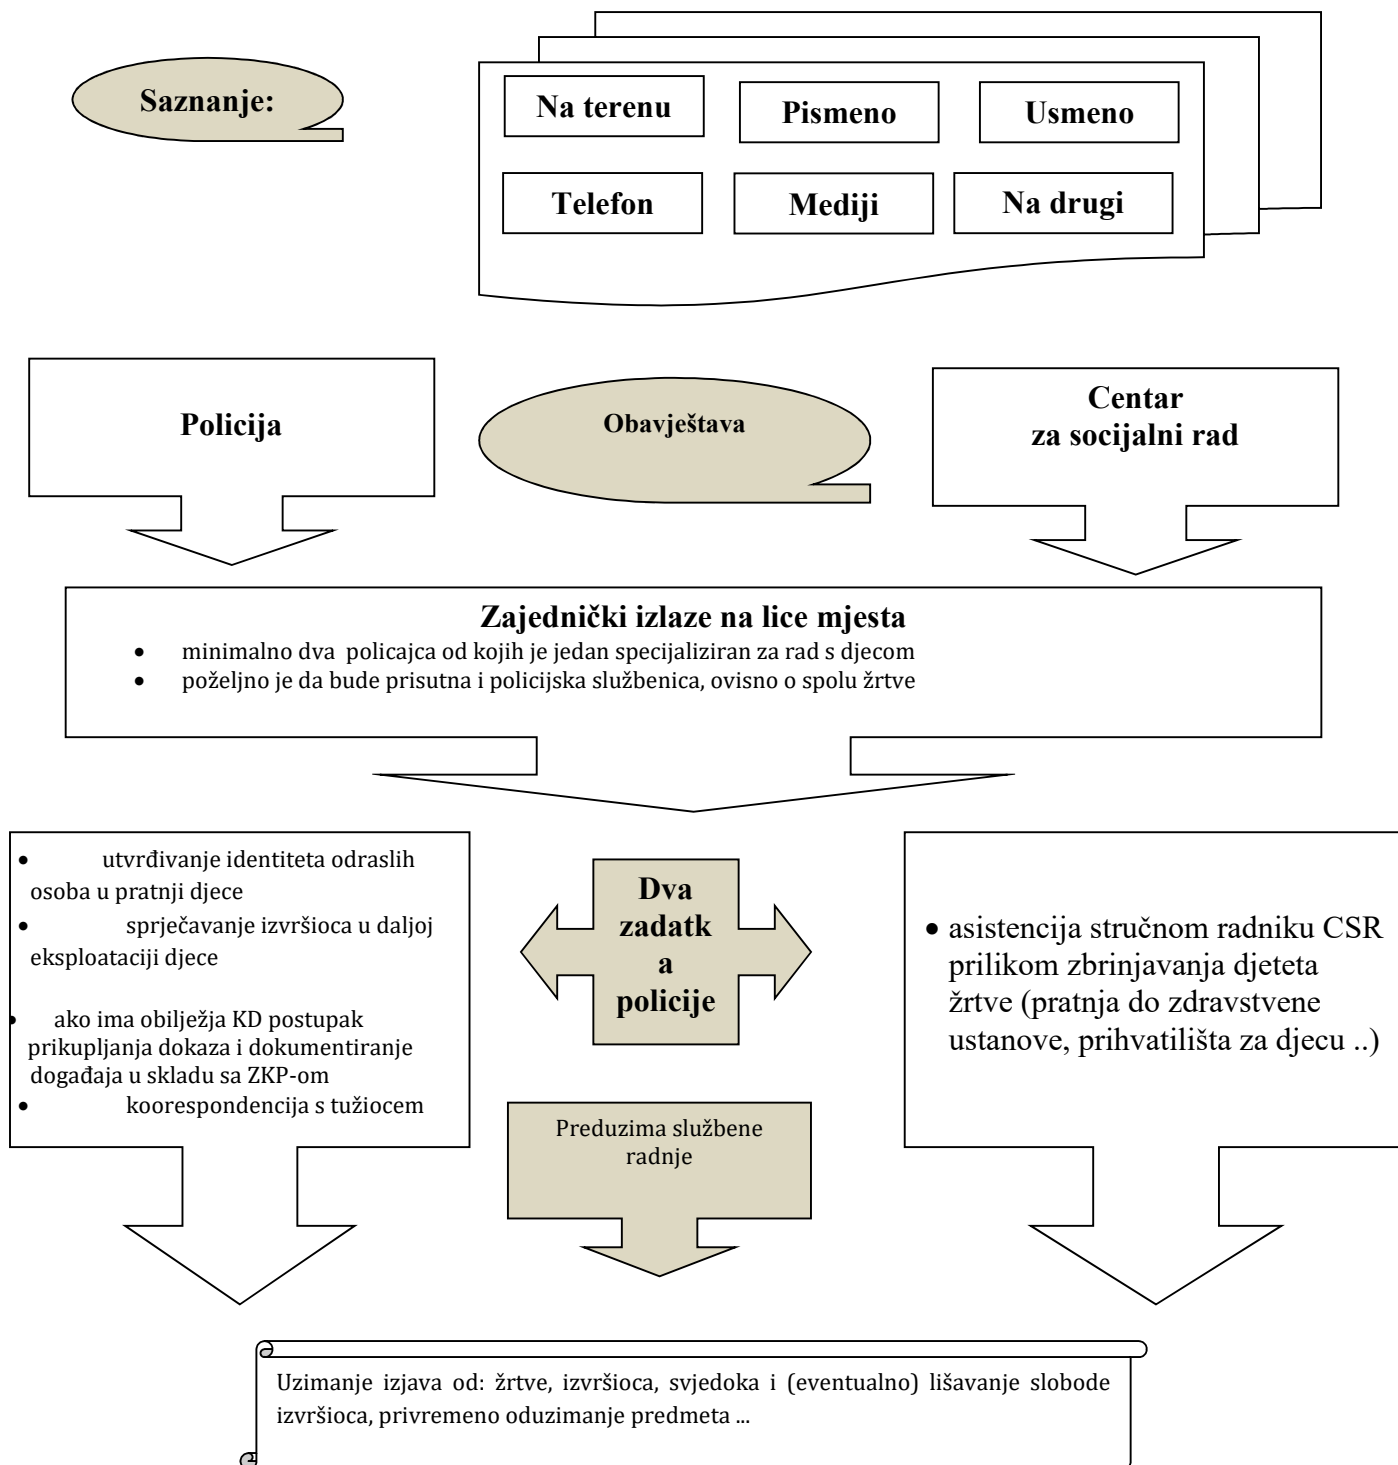 Saznanje:
Na terenu
Pismeno
Usmeno
Telefon
Mediji
Na drugi
Policija
Obavještava
Centar
za socijalni rad
Zajednički izlaze na lice mjesta
• minimalno dva policajca od kojih je jedan specijaliziran za rad s djecom
• poželjno je da bude prisutna i policijska službenica, ovisno o spolu žrtve
• utvrđivanje identiteta odraslih
osoba u pratnji djece
• sprječavanje izvršioca u daljoj
eksploataciji djece
• ako ima obilježja KD postupak
prikupljanja dokaza i dokumentiranje
događaja u skladu sa ZKP-om
• koorespondencija s tužiocem
Dva
zadatk
a
policije
• asistencija stručnom radniku CSR
prilikom zbrinjavanja djeteta
žrtve (pratnja do zdravstvene
ustanove, prihvatilišta za djecu ..)
Preduzima službene
radnje
Uzimanje izjava od: žrtve, izvršioca, svjedoka i (eventualno) lišavanje slobode
izvršioca, privremeno oduzimanje predmeta ...